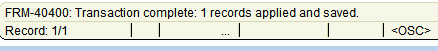 FRM-40400: Transaction complete: 1 records applied and saved.
Record: 1/1 ... <OSC>